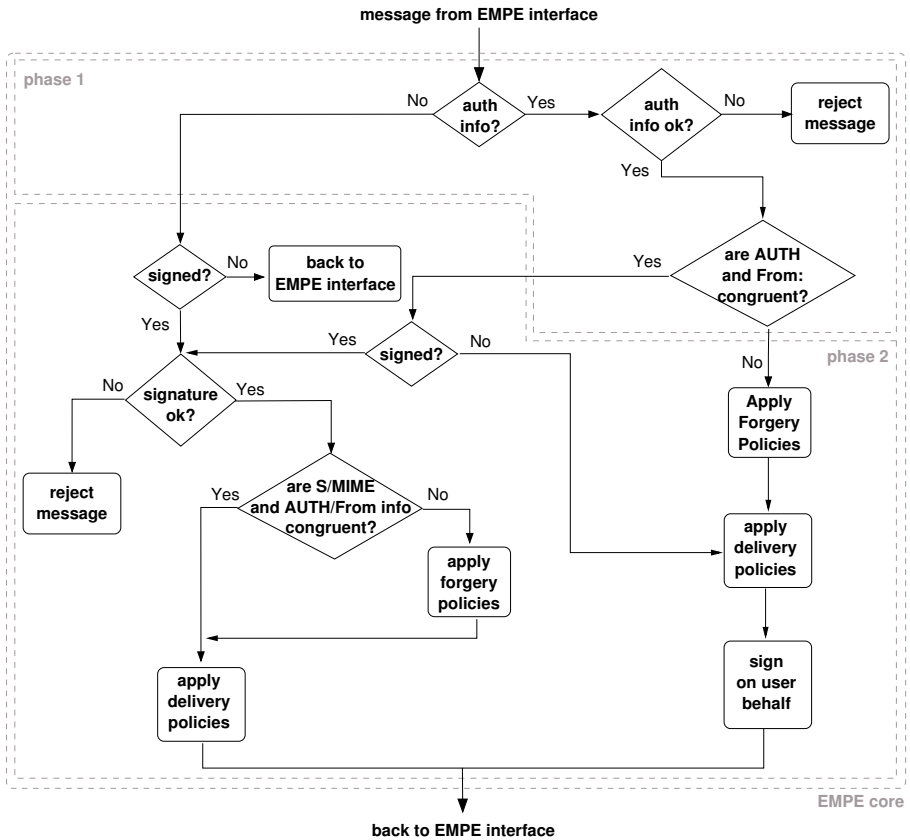 message from EMPE interface
phase 1
No
auth
info?
Yes
auth
info ok?
No
reject
message
Yes
signed?
No
back to
EMPE interface
Yes
are AUTH
and From:
congruent?
Yes
Yes
signed?
No
phase 2
No
signature
ok?
No
Yes
Apply
Forgery
Policies
reject
message
Yes
are S/MIME
and AUTH/From info
congruent?
No
apply
forgery
policies
apply
delivery
policies
apply
delivery
policies
sign
on user
behalf
EMPE core
back to EMPE interface